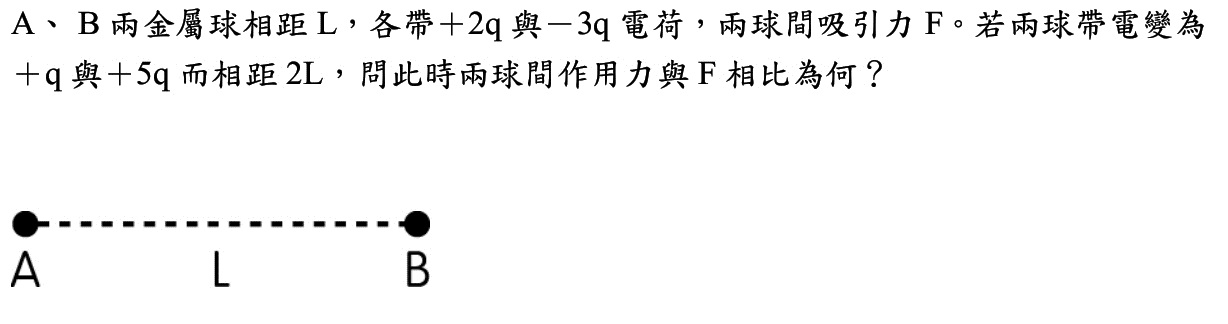 A、 B 兩金屬球相距 L,各帶+2q 與-3q 電荷,兩球間吸引力 F。若兩球帶電變為
+q 與+5q 而相距 2L,問此時兩球間作用力與 F 相比為何?
A L B